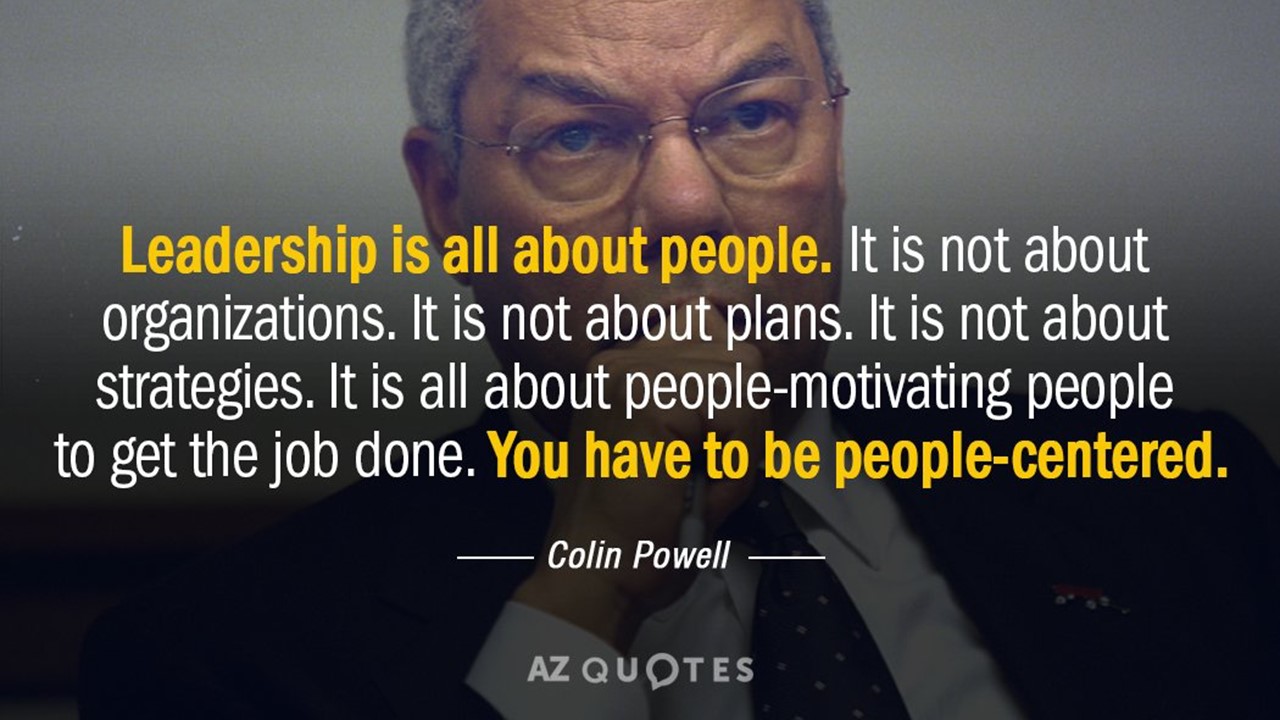 Leadership is all about people. It is not about
organizations. It is not about plans. It is not about
strategies. It is all about people-motivating people
to get the job done. You have to be people-centered.
Colin Powell
AZ QUOTES